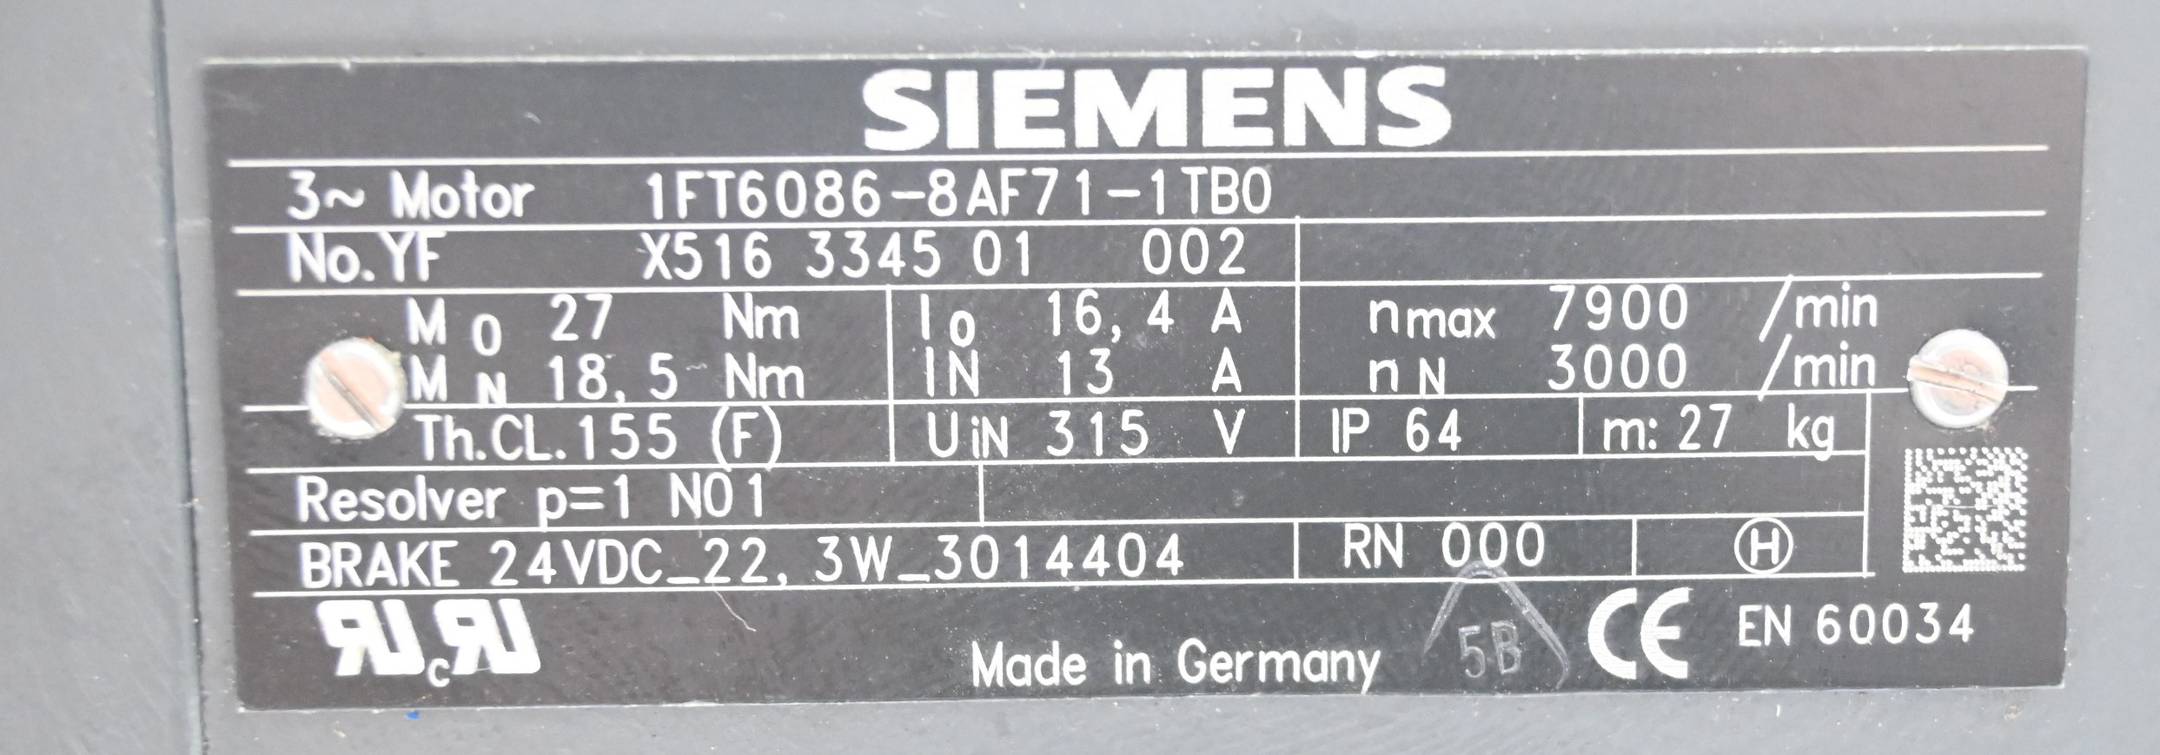 SIEMENS
3~ Motor 1FT6086-8AF71-1TB0
No.YF X516 3345 01 002
M0 27 Nm I0 16,4 A nmax 7900 /min
MN 18,5 Nm IN 13 A nN 3000 /min
Th.CL.155 (F) UiN 315 V IP 64 m: 27 kg
Resolver p=1 N01
BRAKE 24VDC_22,3W_3014404 RN 000 H
RU c RU Made in Germany 5B CE EN 60034